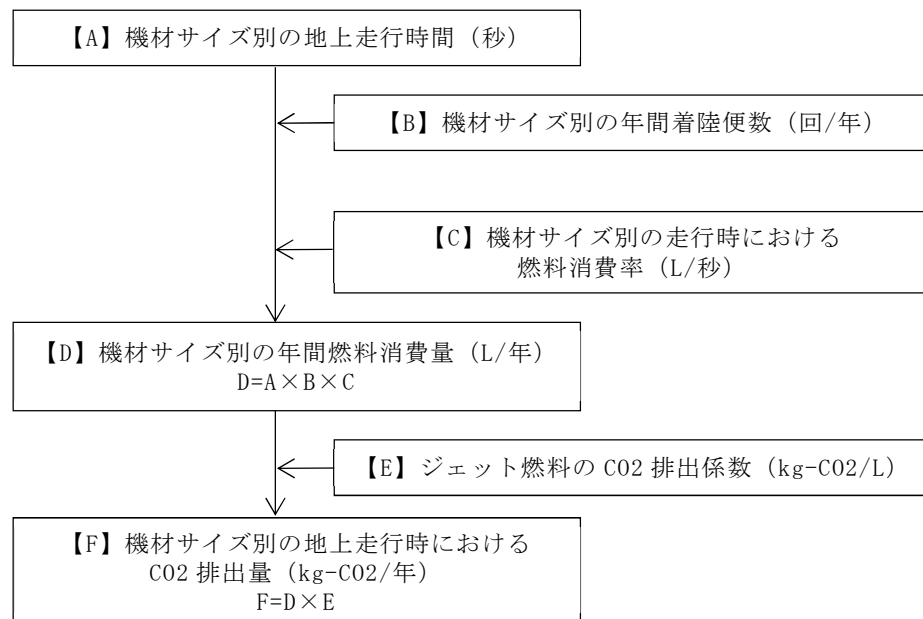 【A】機材サイズ別の地上走行時間（秒）
【B】機材サイズ別の年間着陸便数（回/年）
【C】機材サイズ別の走行時における
燃料消費率（L/秒）
【D】機材サイズ別の年間燃料消費量（L/年）
D=A×B×C
【E】ジェット燃料の CO2 排出係数（kg-CO2/L）
【F】機材サイズ別の地上走行時における
CO2 排出量（kg-CO2/年）
F=D×E